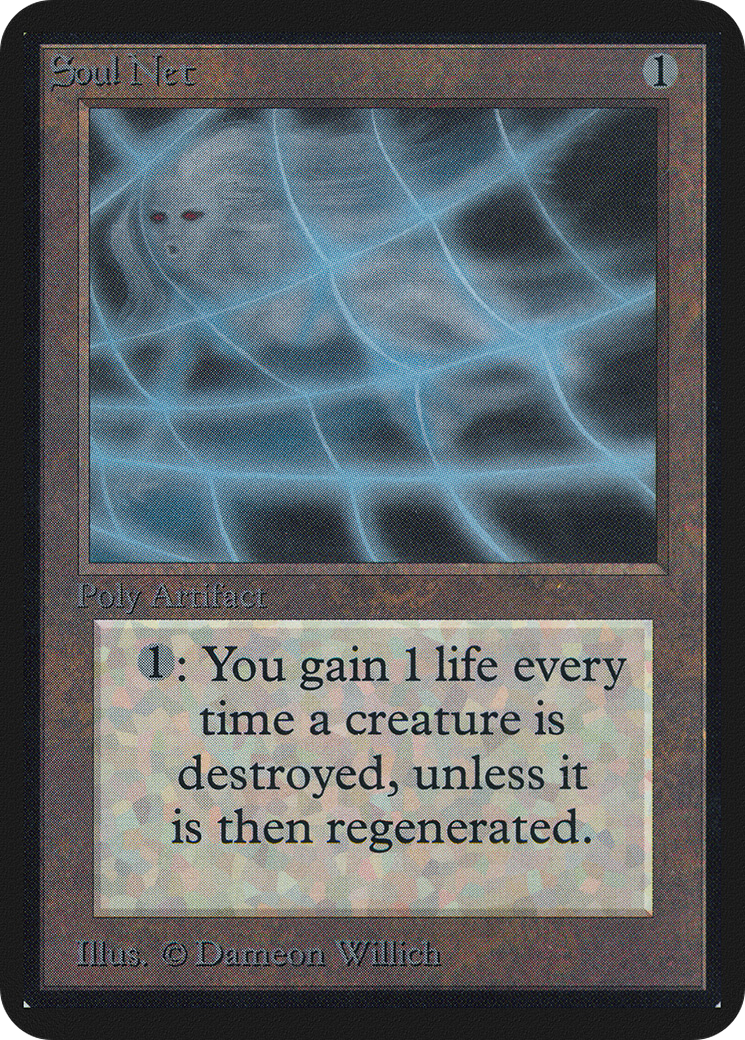 Soul Net
1
Poly Artifact
1: You gain 1 life every
time a creature is
destroyed, unless it
is then regenerated.
Illus. © Dameon Willich